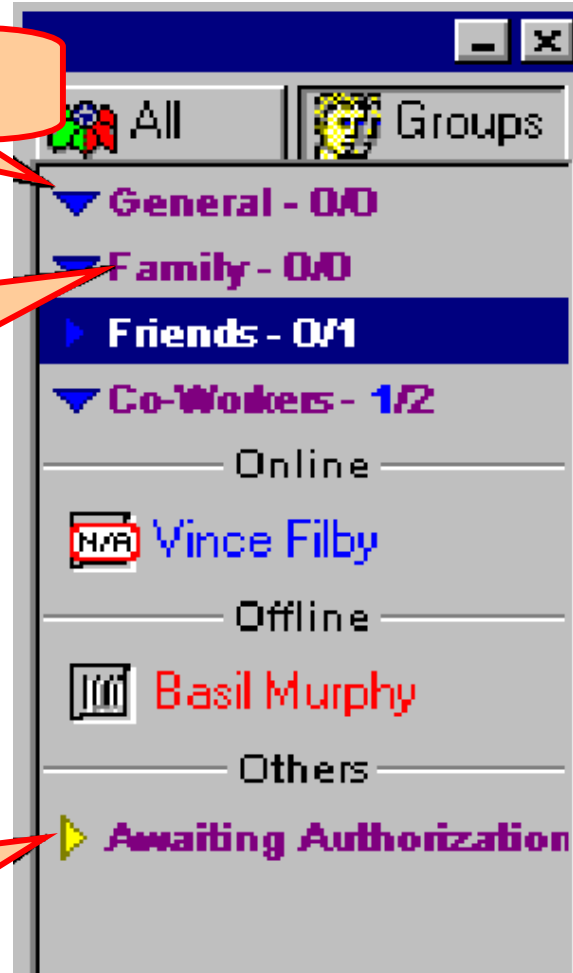 All Groups
General - 0/0
Family - 0/0
Friends - 0/1
Co-Workers - 1/2
Online
N/A Vince Filby
Offline
Basil Murphy
Others
Awaiting Authorization